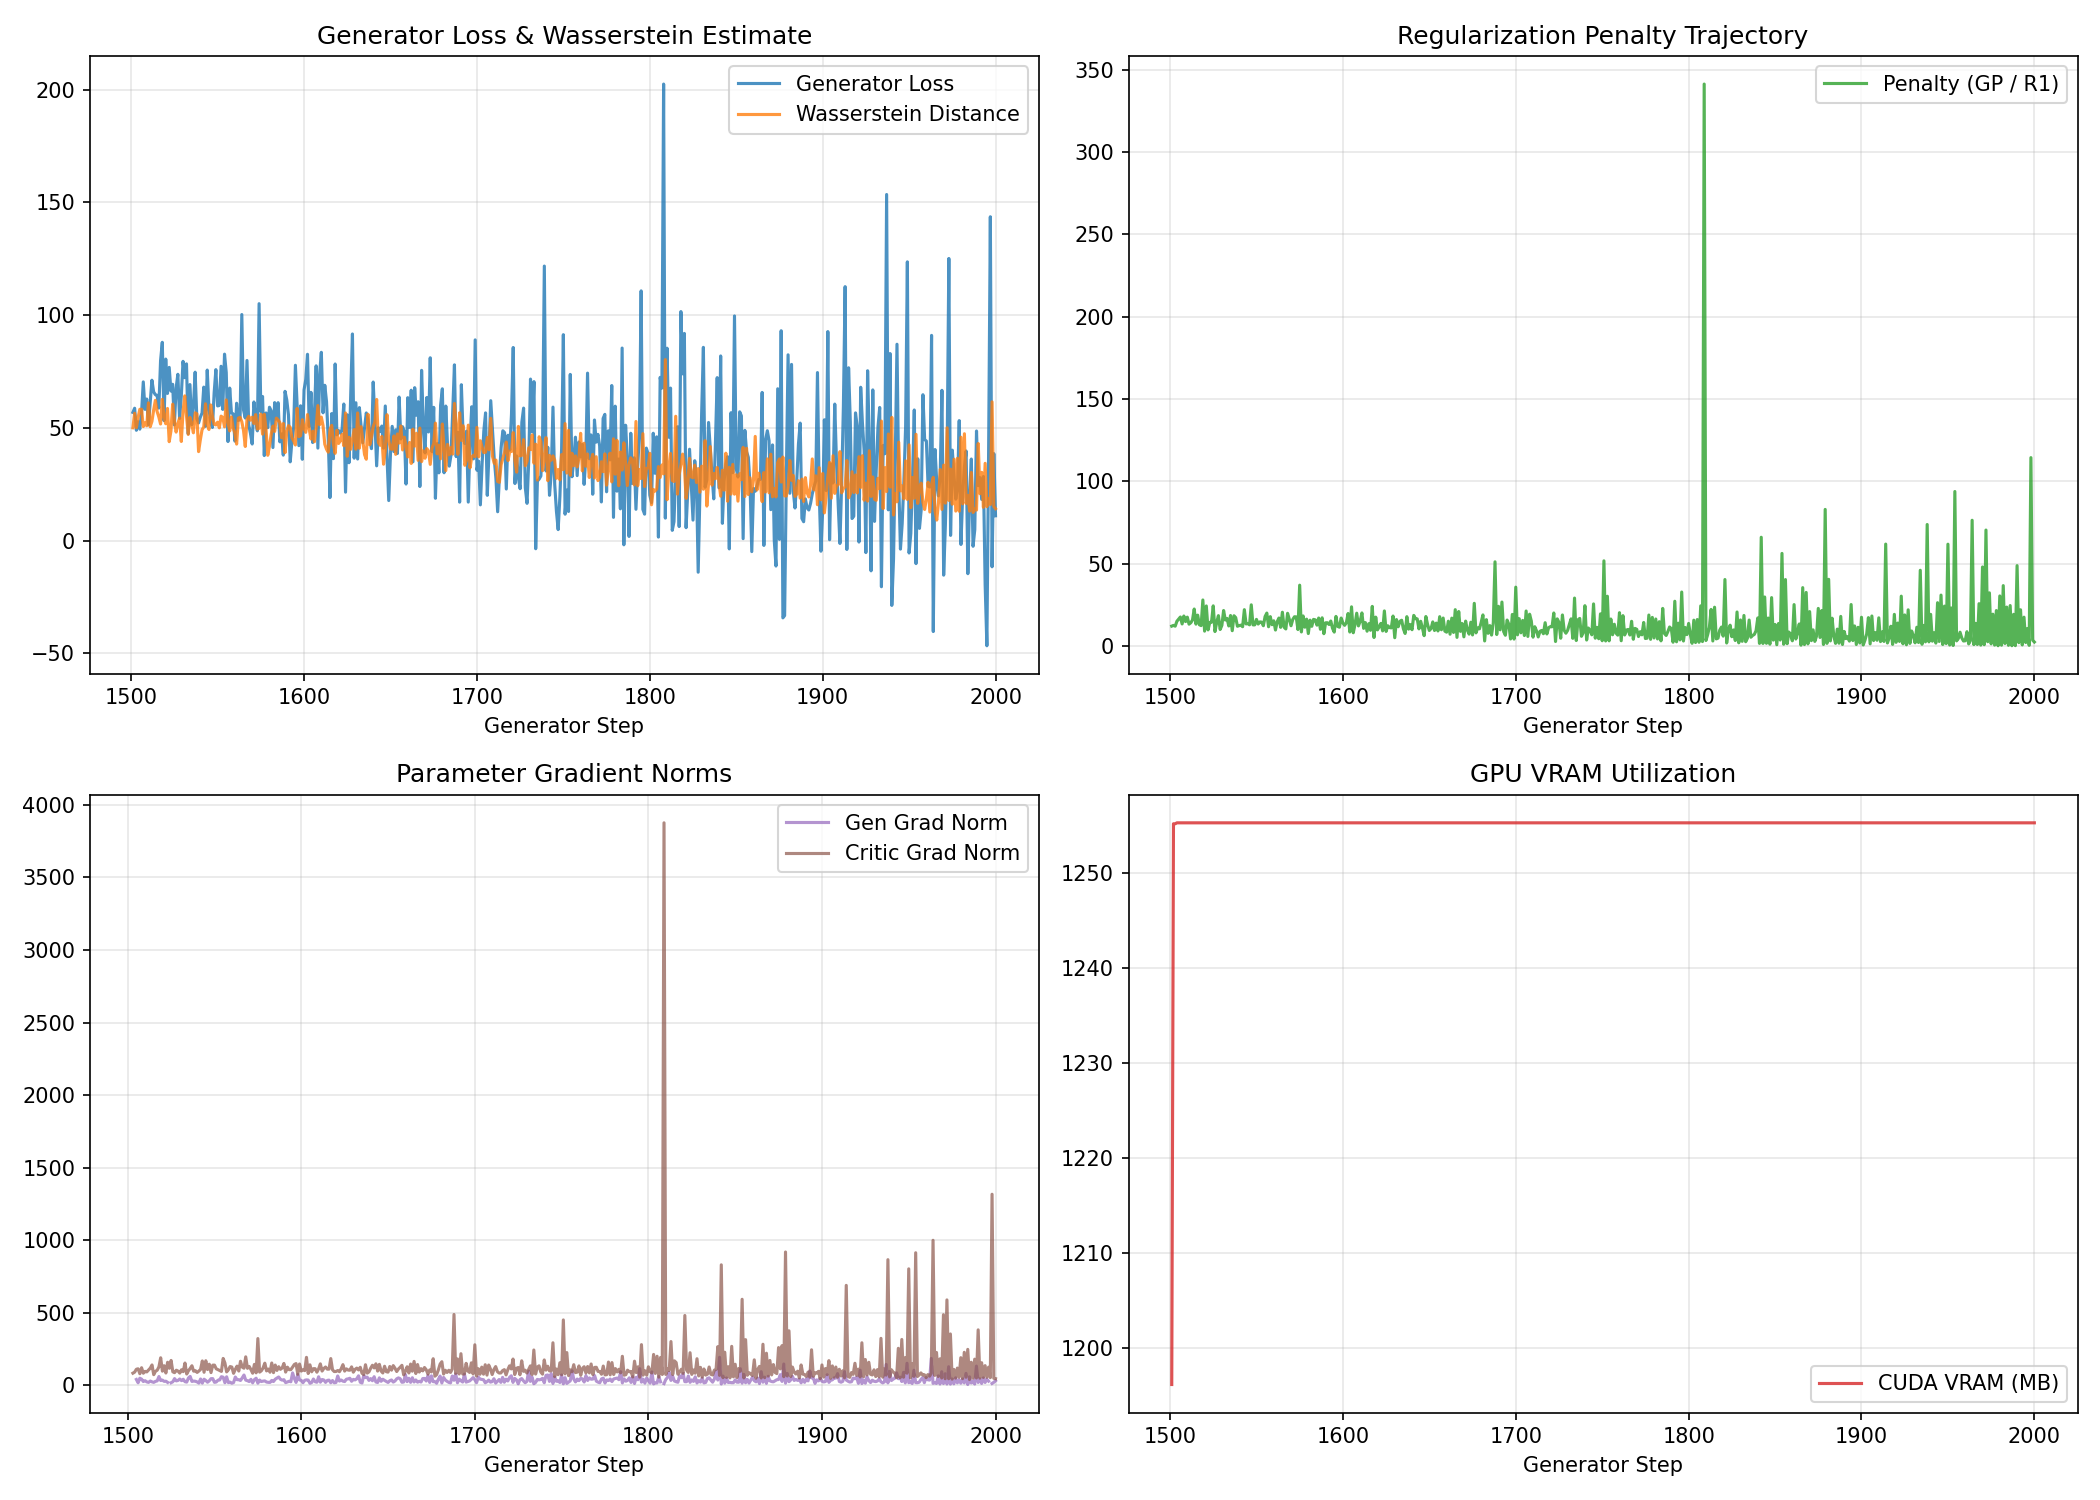 Generator Loss & Wasserstein Estimate
200
150
100
50
0
−50
1500 1600 1700 1800 1900 2000
Generator Step
Generator Loss
Wasserstein Distance
Regularization Penalty Trajectory
350
300
250
200
150
100
50
0
1500 1600 1700 1800 1900 2000
Generator Step
Penalty (GP / R1)
Parameter Gradient Norms
4000
3500
3000
2500
2000
1500
1000
500
0
1500 1600 1700 1800 1900 2000
Generator Step
Gen Grad Norm
Critic Grad Norm
GPU VRAM Utilization
1250
1240
1230
1220
1210
1200
1500 1600 1700 1800 1900 2000
Generator Step
CUDA VRAM (MB)